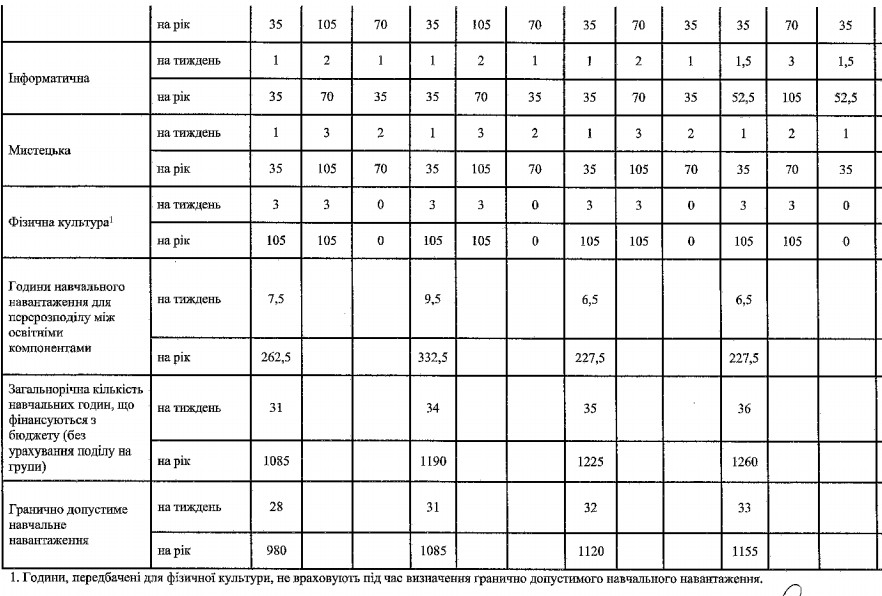 на рік 35 105 70 35 105 70 35 70 35 35 70 35
Інформатична на тиждень 1 2 1 1 2 1 1 2 1 1,5 3 1,5
на рік 35 70 35 35 70 35 35 70 35 52,5 105 52,5
Мистецька на тиждень 1 3 2 1 3 2 1 3 2 1 2 1
на рік 35 105 70 35 105 70 35 105 70 35 70 35
Фізична культура¹ на тиждень 3 3 0 3 3 0 3 3 0 3 3 0
на рік 105 105 0 105 105 0 105 105 0 105 105 0
Години навчального
навантаження для
перерозподілу між
освітніми
компонентами
на тиждень 7,5 9,5 6,5 6,5
на рік 262,5 332,5 227,5 227,5
Загальнорічна кількість
навчальних годин, що
фінансуються з
бюджету (без
урахування поділу на
групи)
на тиждень 31 34 35 36
на рік 1085 1190 1225 1260
Гранично допустиме
навчальне
навантаження
на тиждень 28 31 32 33
на рік 980 1085 1120 1155
1. Години, передбачені для фізичної культури, не враховують під час визначення гранично допустимого навчального навантаження.